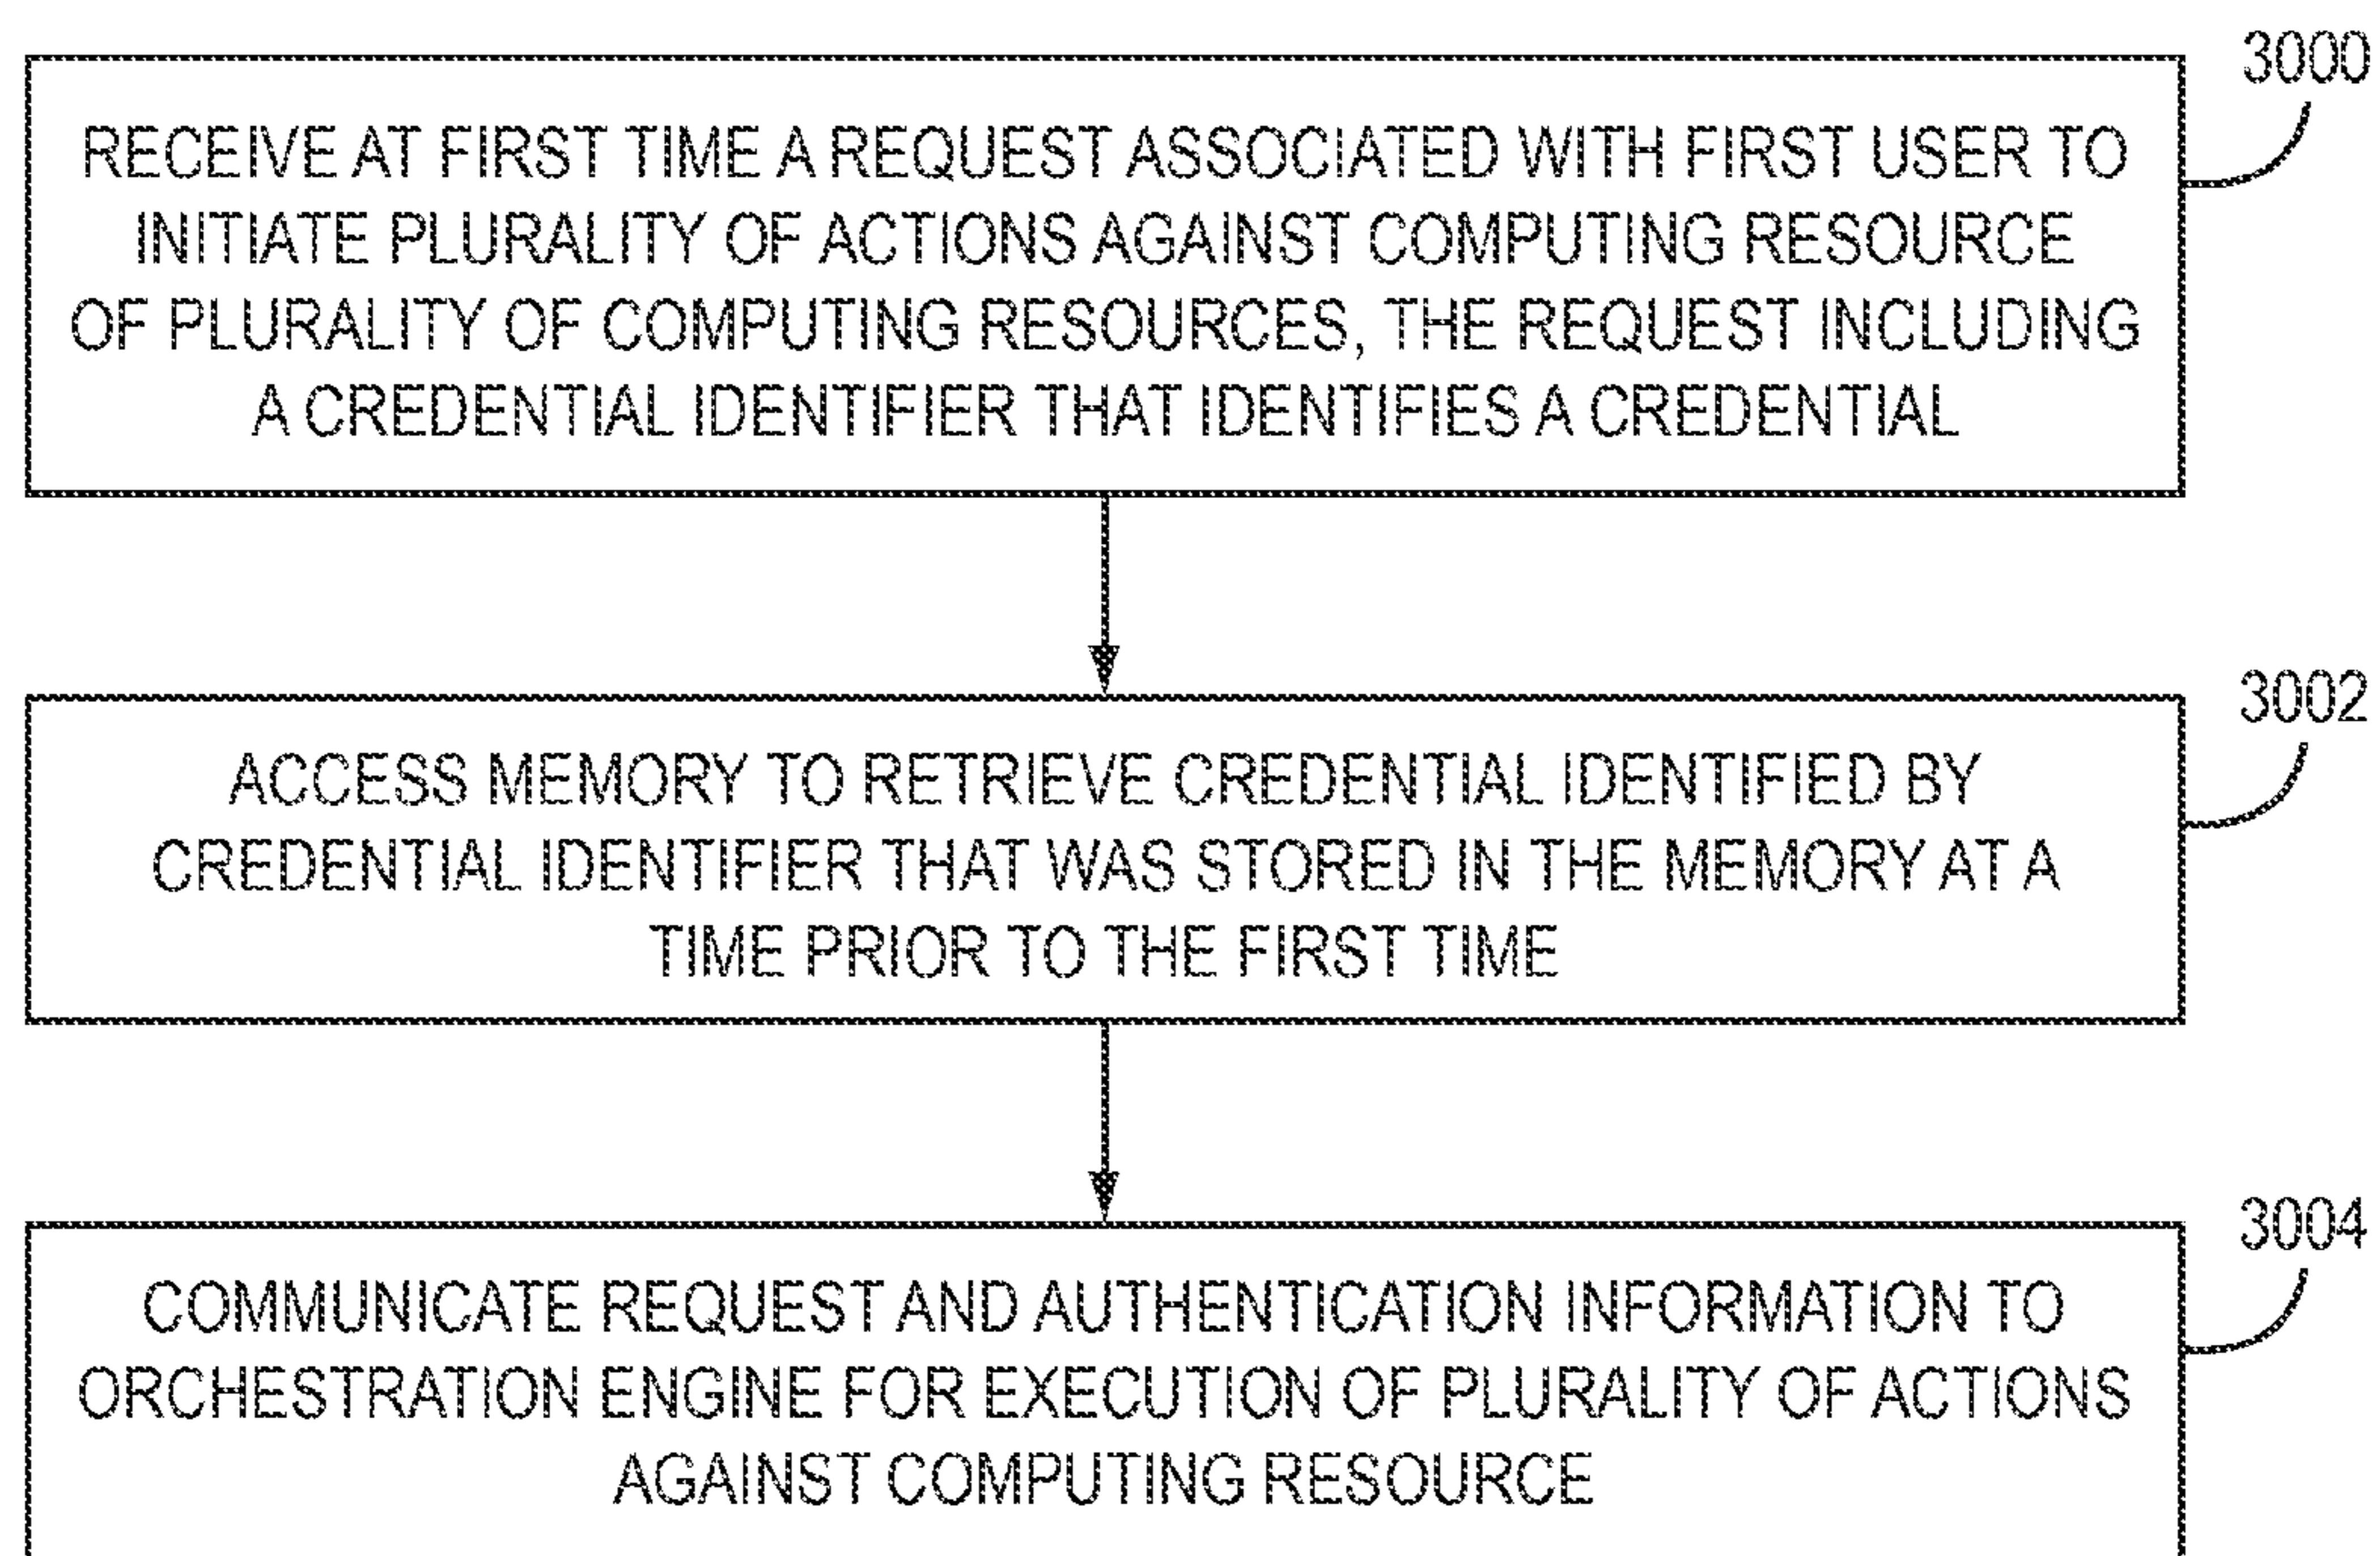 3000
RECEIVE AT FIRST TIME A REQUEST ASSOCIATED WITH FIRST USER TO
INITIATE PLURALITY OF ACTIONS AGAINST COMPUTING RESOURCE
OF PLURALITY OF COMPUTING RESOURCES, THE REQUEST INCLUDING
A CREDENTIAL IDENTIFIER THAT IDENTIFIES A CREDENTIAL
3002
ACCESS MEMORY TO RETRIEVE CREDENTIAL IDENTIFIED BY
CREDENTIAL IDENTIFIER THAT WAS STORED IN THE MEMORY AT A
TIME PRIOR TO THE FIRST TIME
3004
COMMUNICATE REQUEST AND AUTHENTICATION INFORMATION TO
ORCHESTRATION ENGINE FOR EXECUTION OF PLURALITY OF ACTIONS
AGAINST COMPUTING RESOURCE